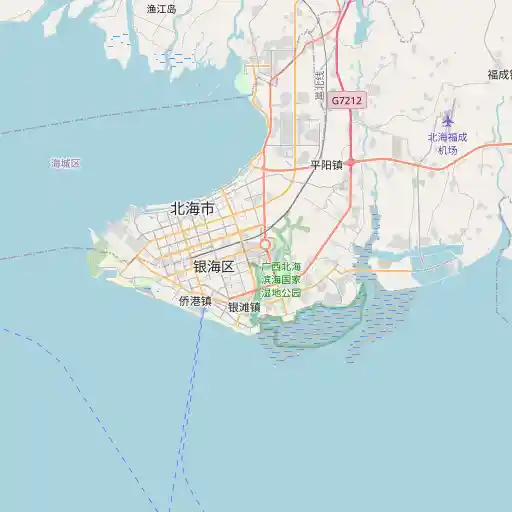 渔江岛
福成
G7212
北海福成
机场
海城区
平阳镇
北海市
银海区
广西北海
滨海国家
湿地公园
侨港镇
银滩镇